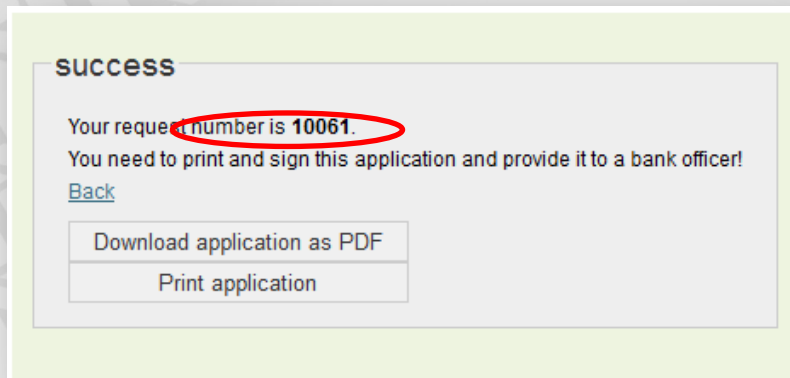 success
Your request number is 10061.
You need to print and sign this application and provide it to a bank officer!
Back
Download application as PDF
Print application